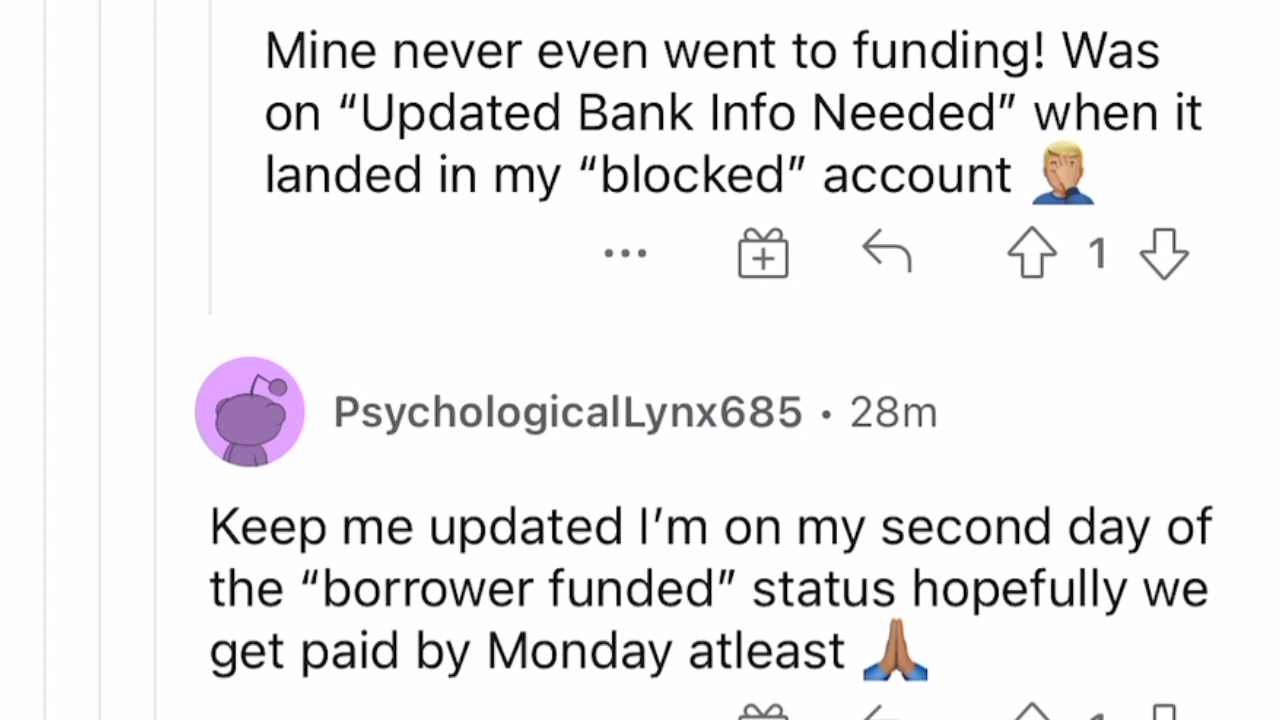 Mine never even went to funding! Was
on “Updated Bank Info Needed” when it
landed in my “blocked” account 🤦🏼‍♂️
1
PsychologicalLynx685 • 28m
Keep me updated I’m on my second day of
the “borrower funded” status hopefully we
get paid by Monday atleast 🙏🏽